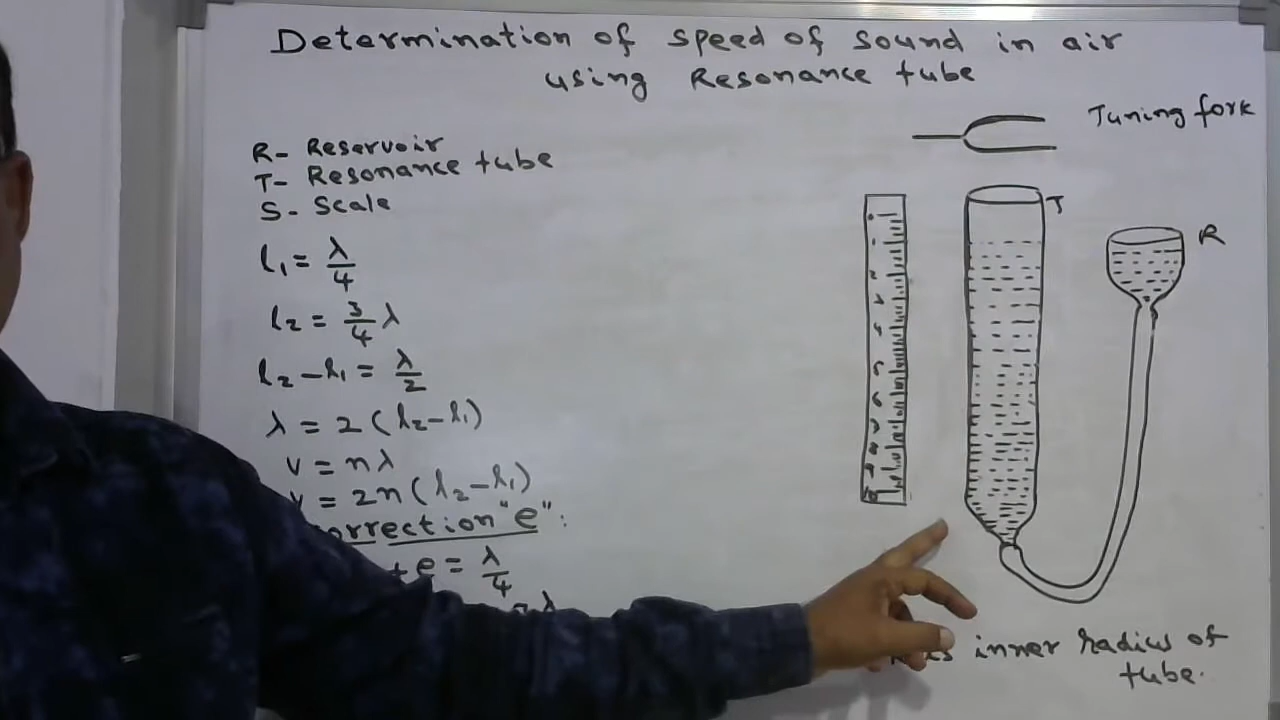 Determination of speed of sound in air
using Resonance tube
Tuning fork
R- Reservoir
T- Resonance tube
S- Scale
T
R
l₁ = λ/4
l₂ = 3/4 λ
l₂ - l₁ = λ/2
λ = 2 (l₂ - l₁)
v = nλ
v = 2n (l₂ - l₁)
"e":
+ e = λ/4
λ
inner radius of
tube.